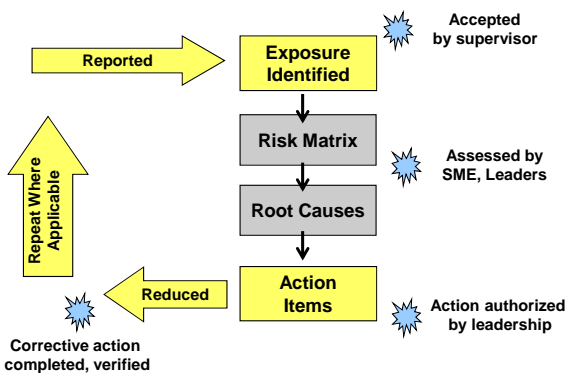 Accepted
by supervisor
Reported
Exposure
Identified
Risk Matrix
Assessed by
SME, Leaders
Repeat Where
Applicable
Root Causes
Action
Items
Reduced
Action authorized
by leadership
Corrective action
completed, verified